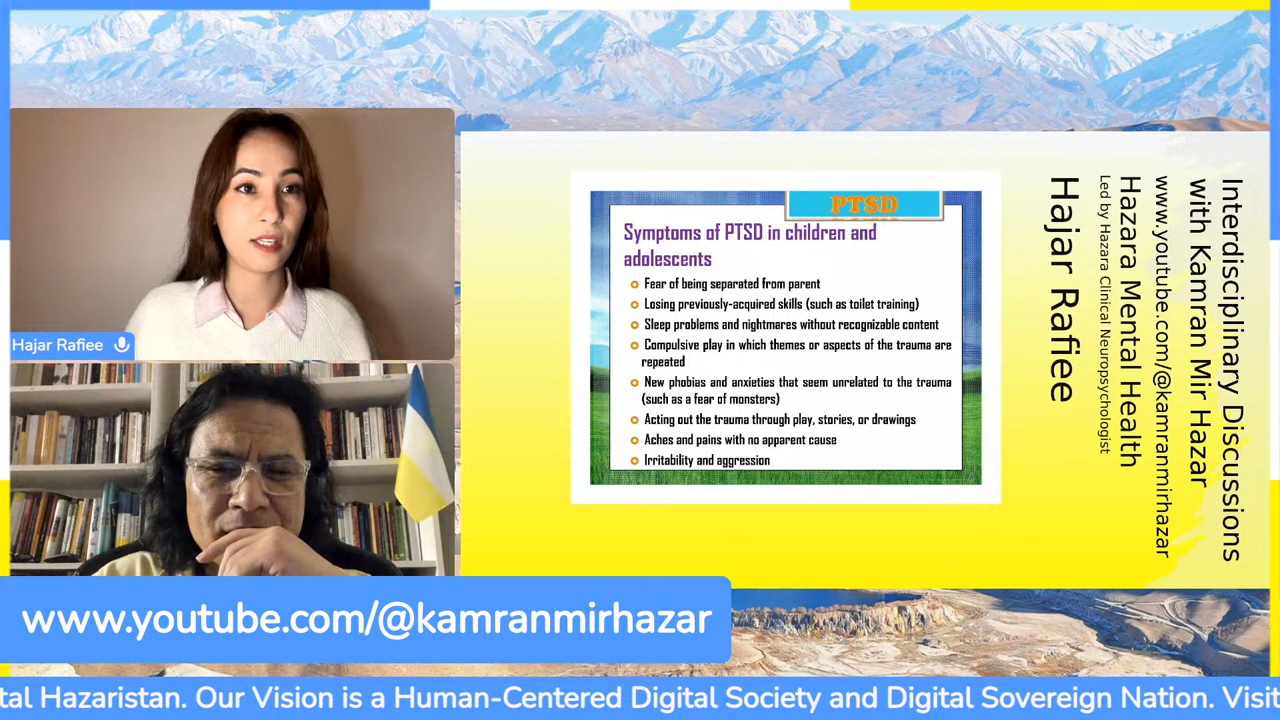 Hajar Rafiee
PTSD
Symptoms of PTSD in children and
adolescents
Fear of being separated from parent
Losing previously-acquired skills (such as toilet training)
Sleep problems and nightmares without recognizable content
Compulsive play in which themes or aspects of the trauma are
repeated
New phobias and anxieties that seem unrelated to the trauma
(such as a fear of monsters)
Acting out the trauma through play, stories, or drawings
Aches and pains with no apparent cause
Irritability and aggression
Interdisciplinary Discussions
with Kamran Mir Hazar
www.youtube.com/@kamranmirhazar
Hazara Mental Health
Led by Hazara Clinical Neuropsychologist
Hajar Rafiee
www.youtube.com/@kamranmirhazar
tal Hazaristan. Our Vision is a Human-Centered Digital Society and Digital Sovereign Nation. Visit